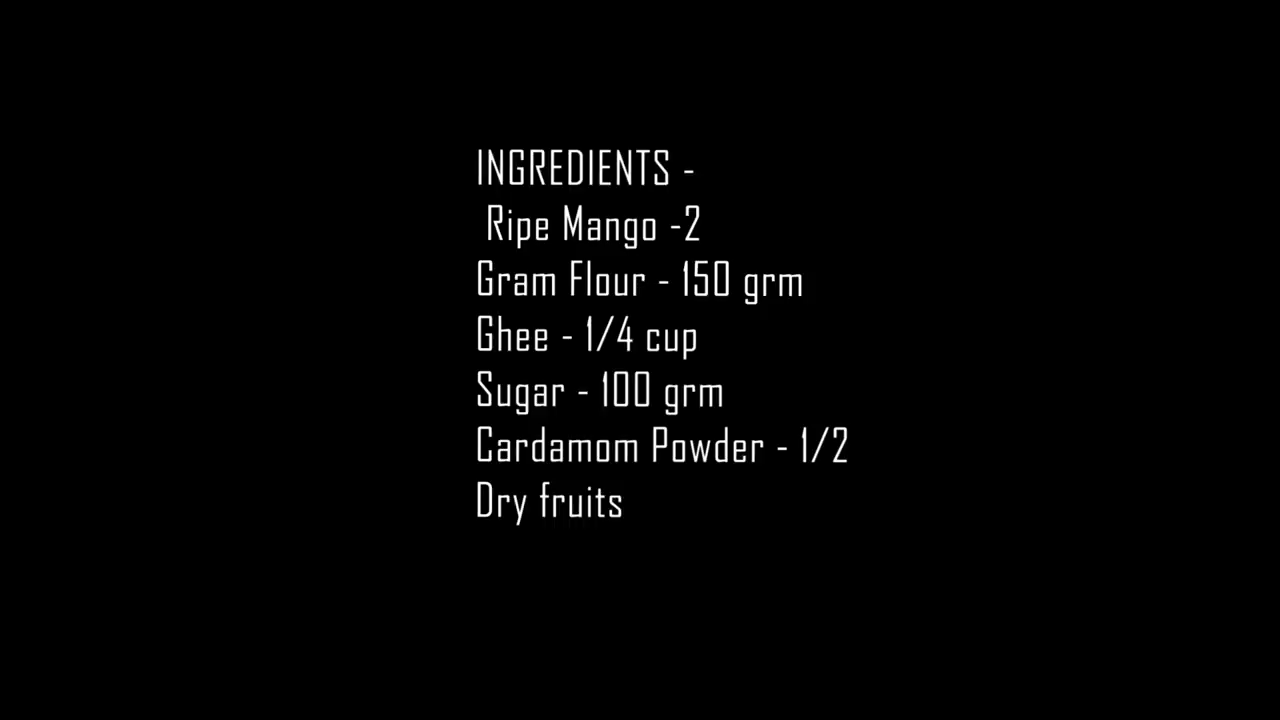 INGREDIENTS -
Ripe Mango -2
Gram Flour - 150 grm
Ghee - 1/4 cup
Sugar - 100 grm
Cardamom Powder - 1/2
Dry fruits